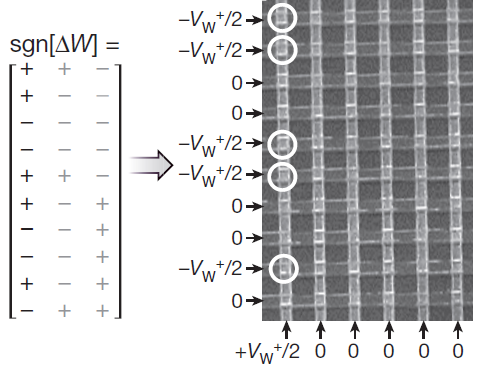 sgn[ΔW] =
+ + −
+ − −
− − −
− − −
+ + −
+ − +
− − +
− − +
+ − +
− + +
−V_W⁺/2
−V_W⁺/2
0
0
−V_W⁺/2
−V_W⁺/2
0
0
−V_W⁺/2
0
+V_W⁺/2 0 0 0 0 0